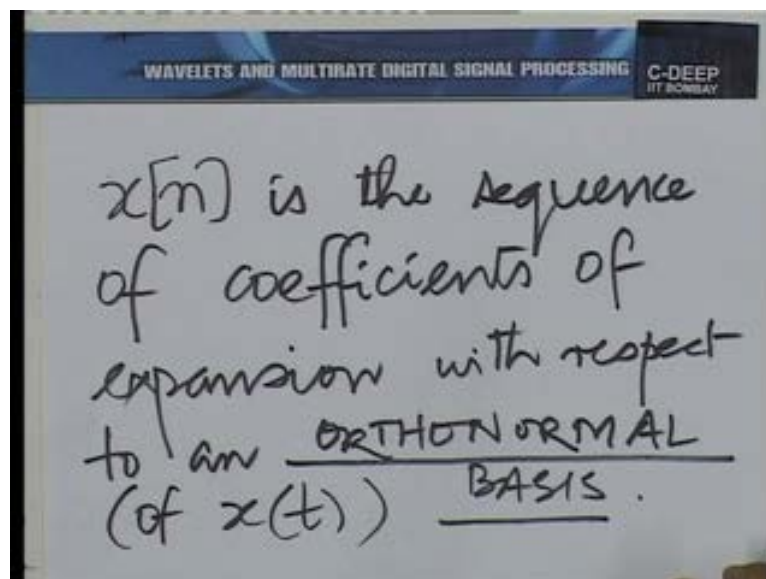 WAVELETS AND MULTIRATE DIGITAL SIGNAL PROCESSING
C-DEEP
IIT BOMBAY
x[n] is the sequence
of coefficients of
expansion with respect
to an ORTHONORMAL
(of x(t)) BASIS.